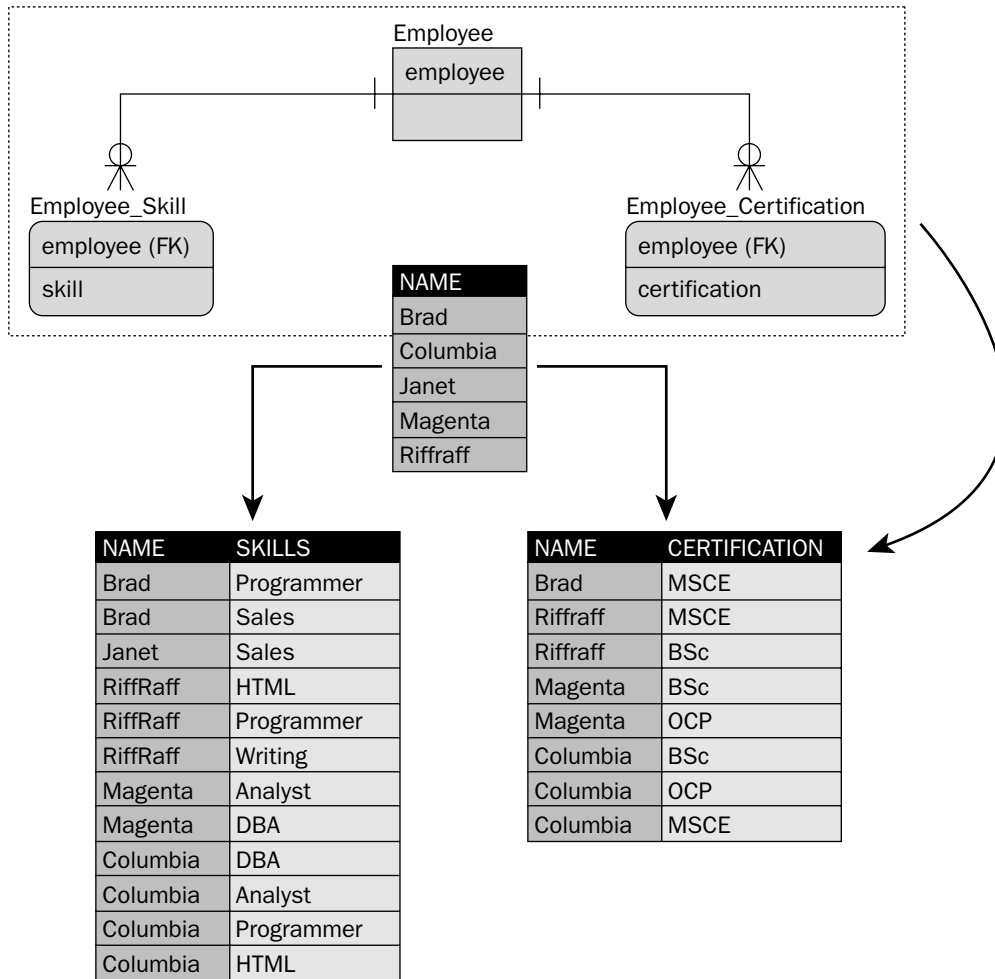 Employee
employee
Employee_Skill
employee (FK)
skill
Employee_Certification
employee (FK)
certification
NAME
Brad
Columbia
Janet
Magenta
Riffraff
NAME SKILLS
Brad Programmer
Brad Sales
Janet Sales
RiffRaff HTML
RiffRaff Programmer
RiffRaff Writing
Magenta Analyst
Magenta DBA
Columbia DBA
Columbia Analyst
Columbia Programmer
Columbia HTML
NAME CERTIFICATION
Brad MSCE
Riffraff MSCE
Riffraff BSc
Magenta BSc
Magenta OCP
Columbia BSc
Columbia OCP
Columbia MSCE